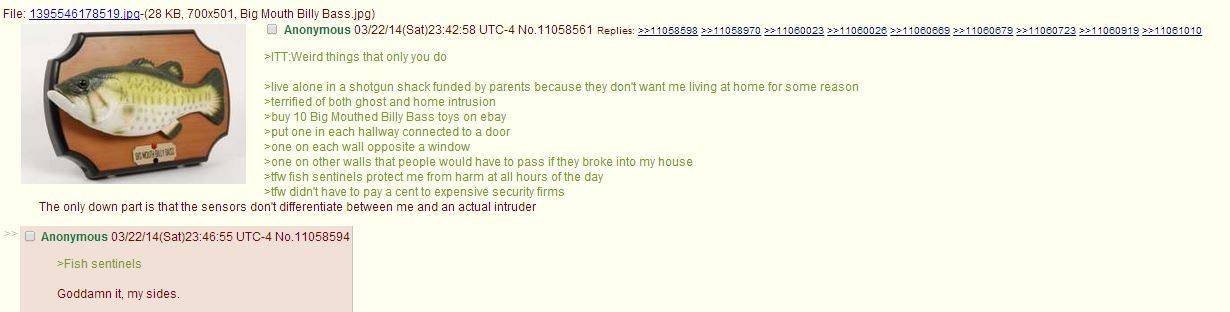 File: 1395546178519.jpg-(28 KB, 700x501, Big Mouth Billy Bass.jpg)
Anonymous 03/22/14(Sat)23:42:58 UTC-4 No.11058561 Replies: >>11058598 >>11058970 >>11060023 >>11060026 >>11060669 >>11060679 >>11060723 >>11060919 >>11061010
>ITT:Weird things that only you do
>live alone in a shotgun shack funded by parents because they don't want me living at home for some reason
>terrified of both ghost and home intrusion
>buy 10 Big Mouthed Billy Bass toys on ebay
>put one in each hallway connected to a door
>one on each wall opposite a window
>one on other walls that people would have to pass if they broke into my house
>tfw fish sentinels protect me from harm at all hours of the day
>tfw didn't have to pay a cent to expensive security firms
BIG MOUTH BILLY BASS
The only down part is that the sensors don't differentiate between me and an actual intruder
>> Anonymous 03/22/14(Sat)23:46:55 UTC-4 No.11058594
>Fish sentinels
Goddamn it, my sides.